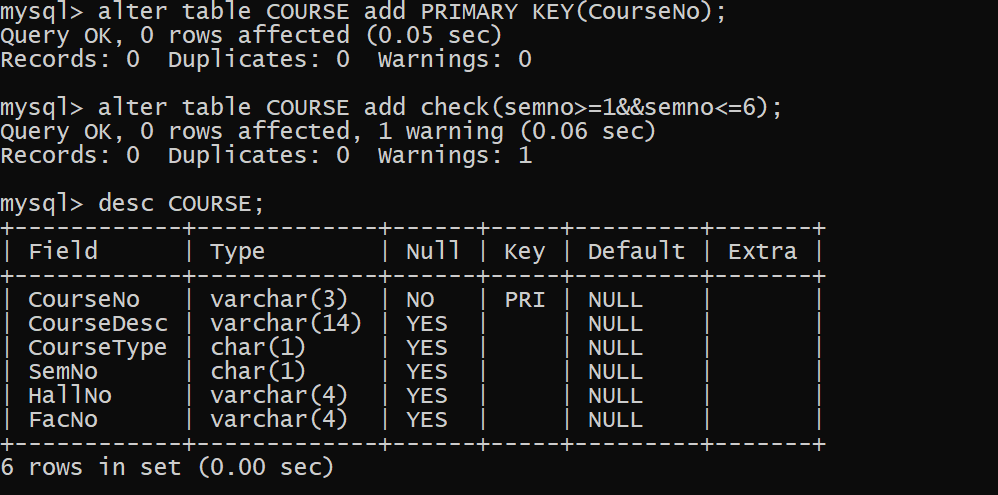 mysql> alter table COURSE add PRIMARY KEY(CourseNo);
Query OK, 0 rows affected (0.05 sec)
Records: 0  Duplicates: 0  Warnings: 0

mysql> alter table COURSE add check(semno>=1&&semno<=6);
Query OK, 0 rows affected, 1 warning (0.06 sec)
Records: 0  Duplicates: 0  Warnings: 1

mysql> desc COURSE;
+------------+-------------+------+-----+---------+-------+
| Field      | Type        | Null | Key | Default | Extra |
+------------+-------------+------+-----+---------+-------+
| CourseNo   | varchar(3)  | NO   | PRI | NULL    |       |
| CourseDesc | varchar(14) | YES  |     | NULL    |       |
| CourseType | char(1)     | YES  |     | NULL    |       |
| SemNo      | char(1)     | YES  |     | NULL    |       |
| HallNo     | varchar(4)  | YES  |     | NULL    |       |
| FacNo      | varchar(4)  | YES  |     | NULL    |       |
+------------+-------------+------+-----+---------+-------+
6 rows in set (0.00 sec)